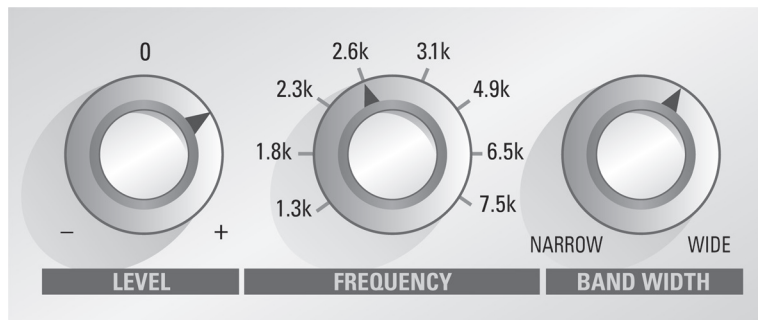 0
2.6k 3.1k
2.3k 4.9k
1.8k 6.5k
1.3k 7.5k
– +
NARROW WIDE
LEVEL FREQUENCY BAND WIDTH